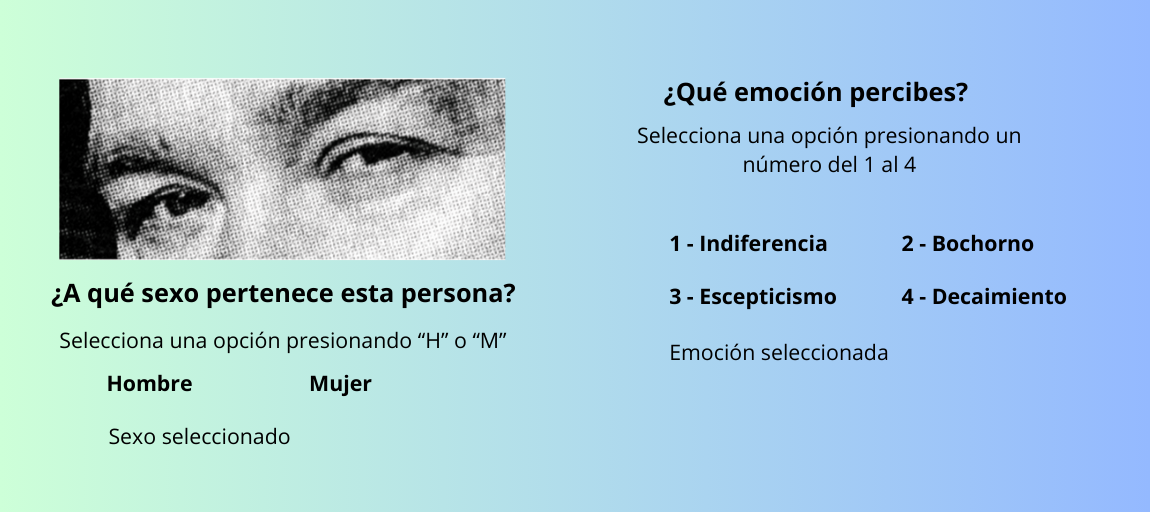 ¿A qué sexo pertenece esta persona?
Selecciona una opción presionando “H” o “M”
Hombre Mujer
Sexo seleccionado
¿Qué emoción percibes?
Selecciona una opción presionando un
número del 1 al 4
1 - Indiferencia 2 - Bochorno
3 - Escepticismo 4 - Decaimiento
Emoción seleccionada